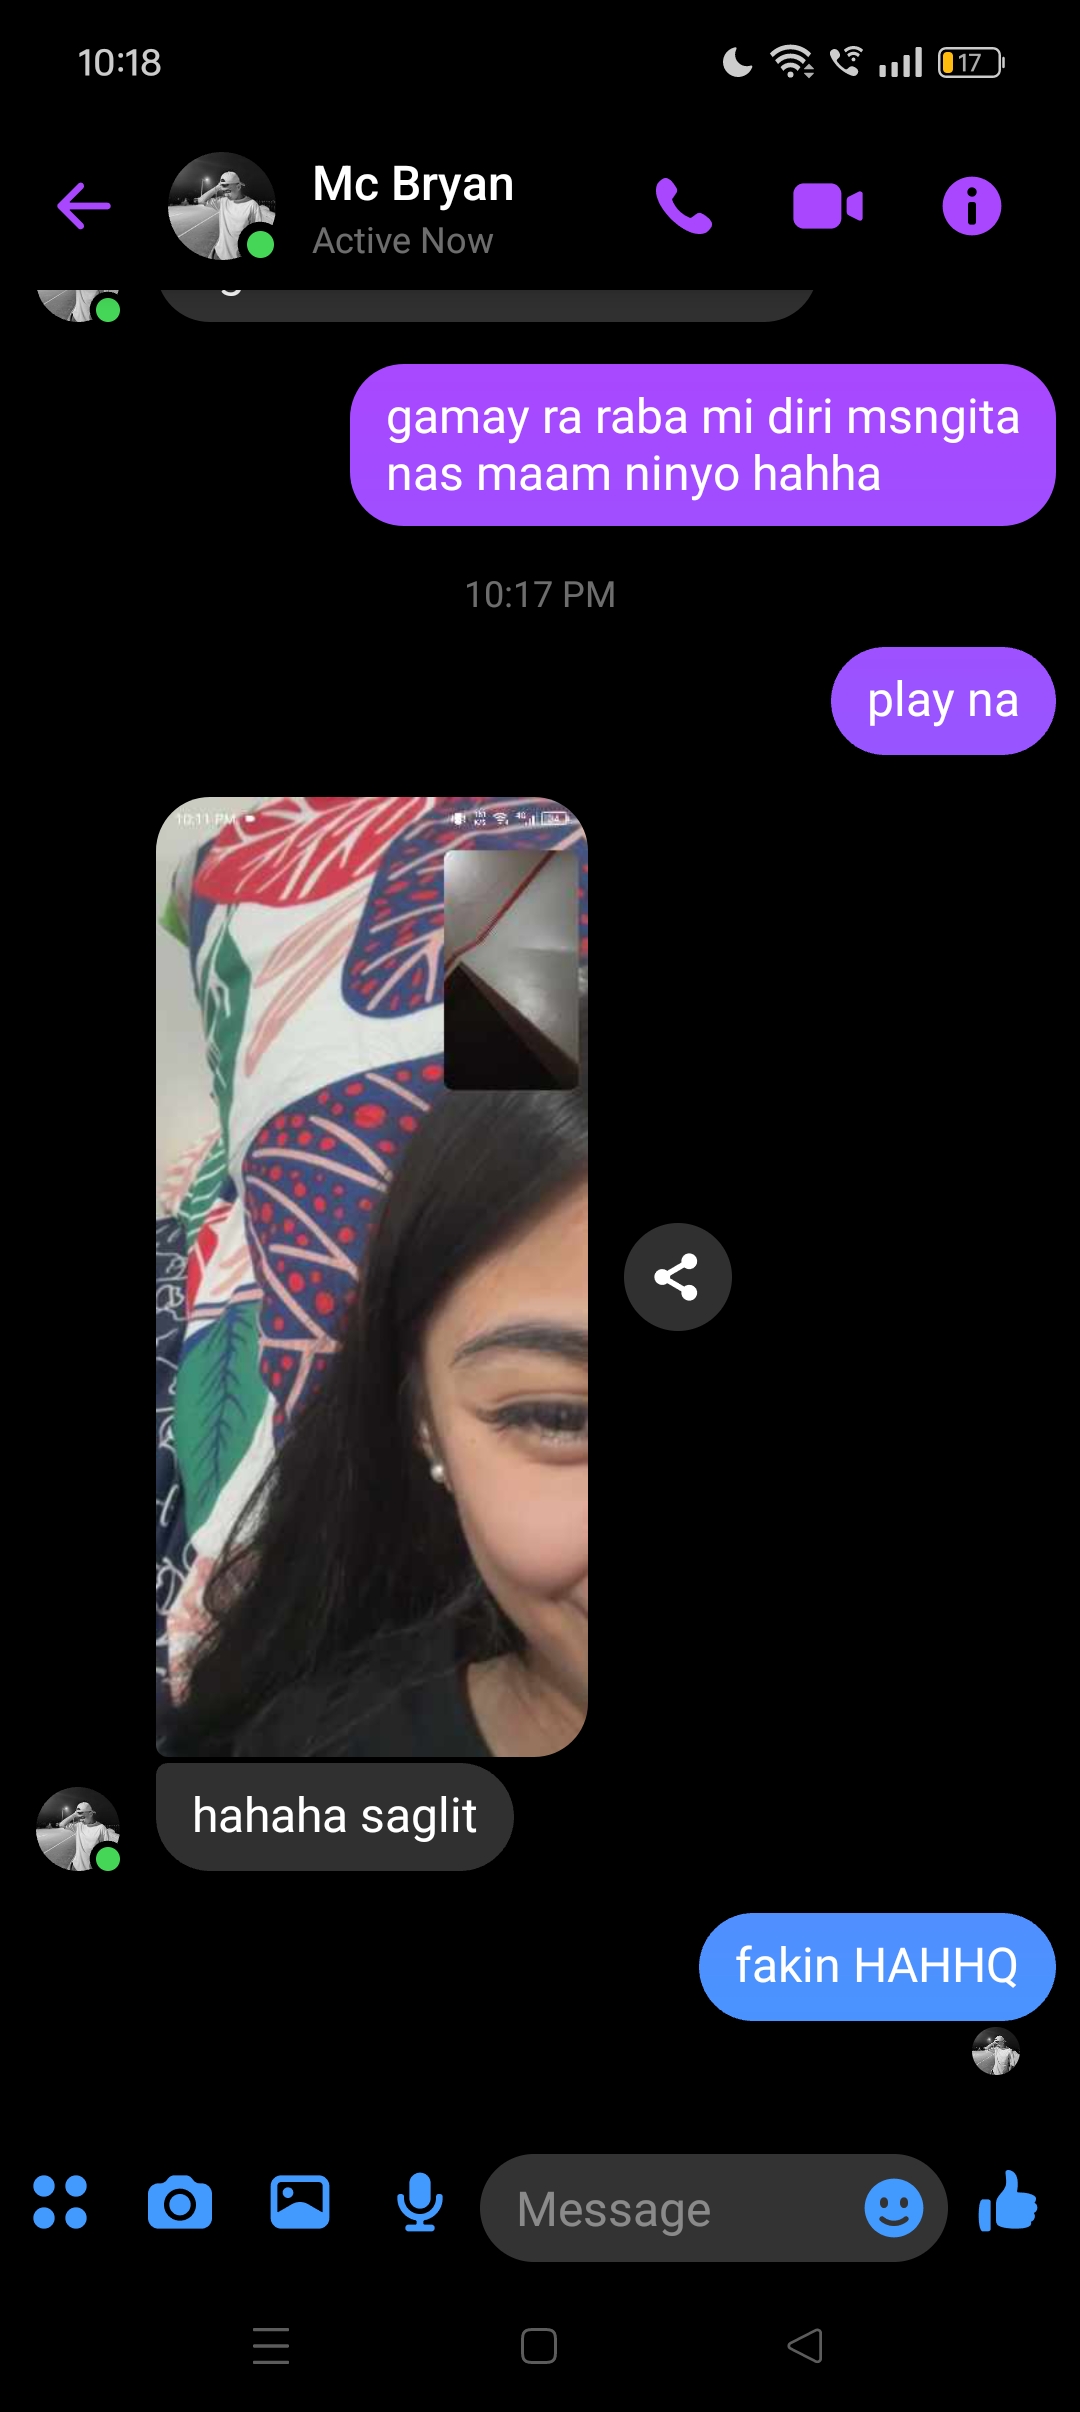 10:18
17
Mc Bryan
Active Now
gamay ra raba mi diri msngita
nas maam ninyo hahha
10:17 PM
play na
10:11 PM
hahaha saglit
fakin HAHHQ
Message